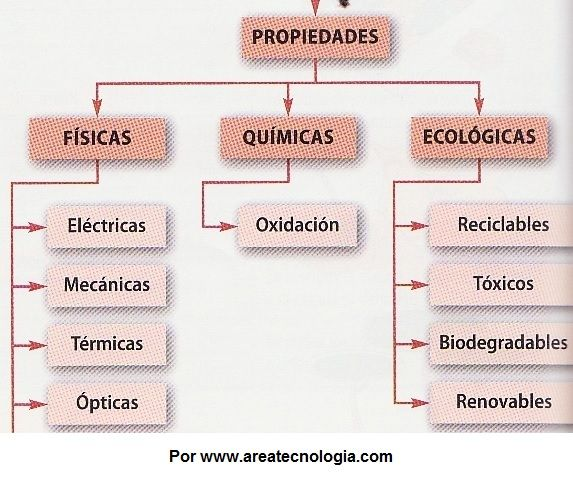 PROPIEDADES
FÍSICAS
QUÍMICAS
ECOLÓGICAS
Eléctricas
Mecánicas
Térmicas
Ópticas
Oxidación
Reciclables
Tóxicos
Biodegradables
Renovables
Por www.areatecnologia.com